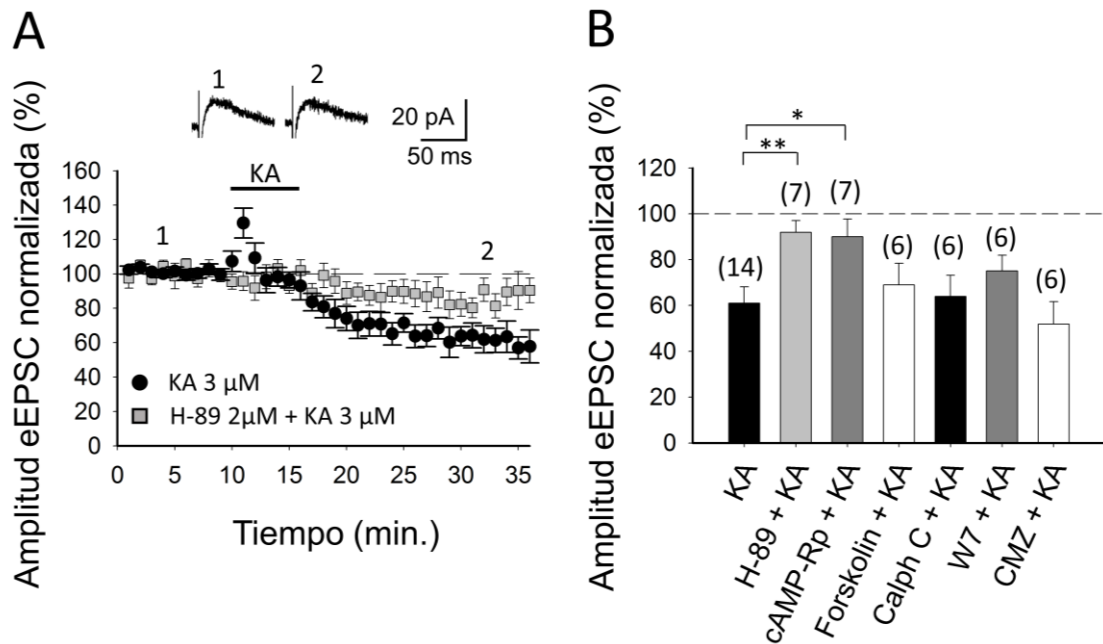 A
Amplitud eEPSC normalizada (%)
1
2
20 pA
50 ms
KA
160
140
120
100
80
60
40
20
0
1
2
KA 3 μM
H-89 2μM + KA 3 μM
0 5 10 15 20 25 30 35
Tiempo (min.)
B
Amplitud eEPSC normalizada (%)
*
**
120
100
80
60
40
20
0
(14)
(7)
(7)
(6)
(6)
(6)
(6)
KA
H-89 + KA
cAMP-Rp + KA
Forskolin + KA
Calph C + KA
W7 + KA
CMZ + KA